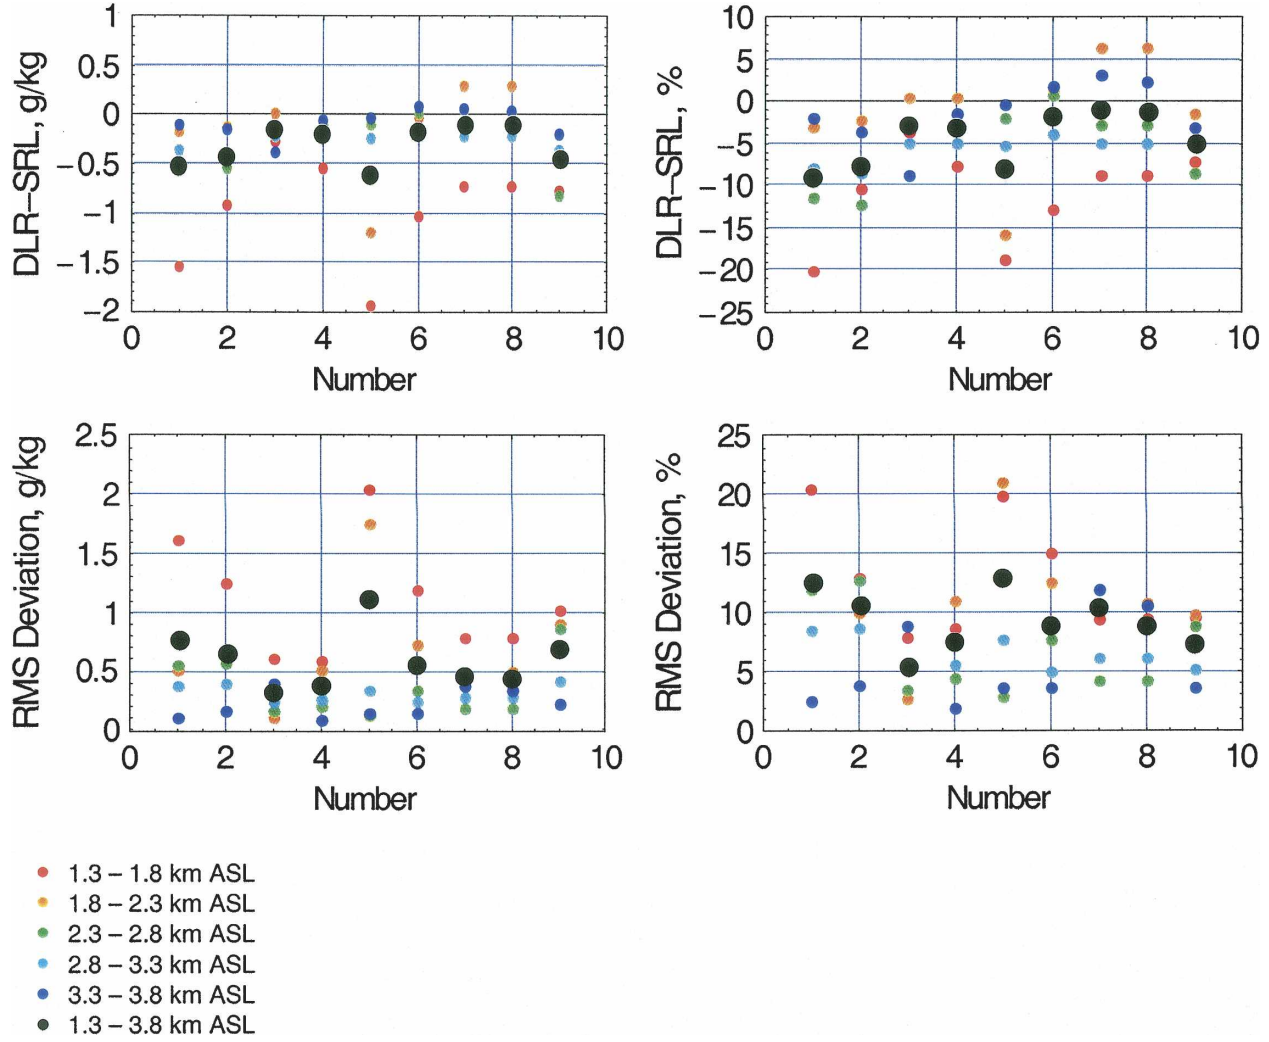 DLR–SRL, g/kg
1
0.5
0
−0.5
−1
−1.5
−2
0 2 4 6 8 10
Number
DLR–SRL, %
10
5
0
−5
−10
−15
−20
−25
0 2 4 6 8 10
Number
RMS Deviation, g/kg
2.5
2
1.5
1
0.5
0
0 2 4 6 8 10
Number
RMS Deviation, %
25
20
15
10
5
0
0 2 4 6 8 10
Number
1.3 – 1.8 km ASL
1.8 – 2.3 km ASL
2.3 – 2.8 km ASL
2.8 – 3.3 km ASL
3.3 – 3.8 km ASL
1.3 – 3.8 km ASL